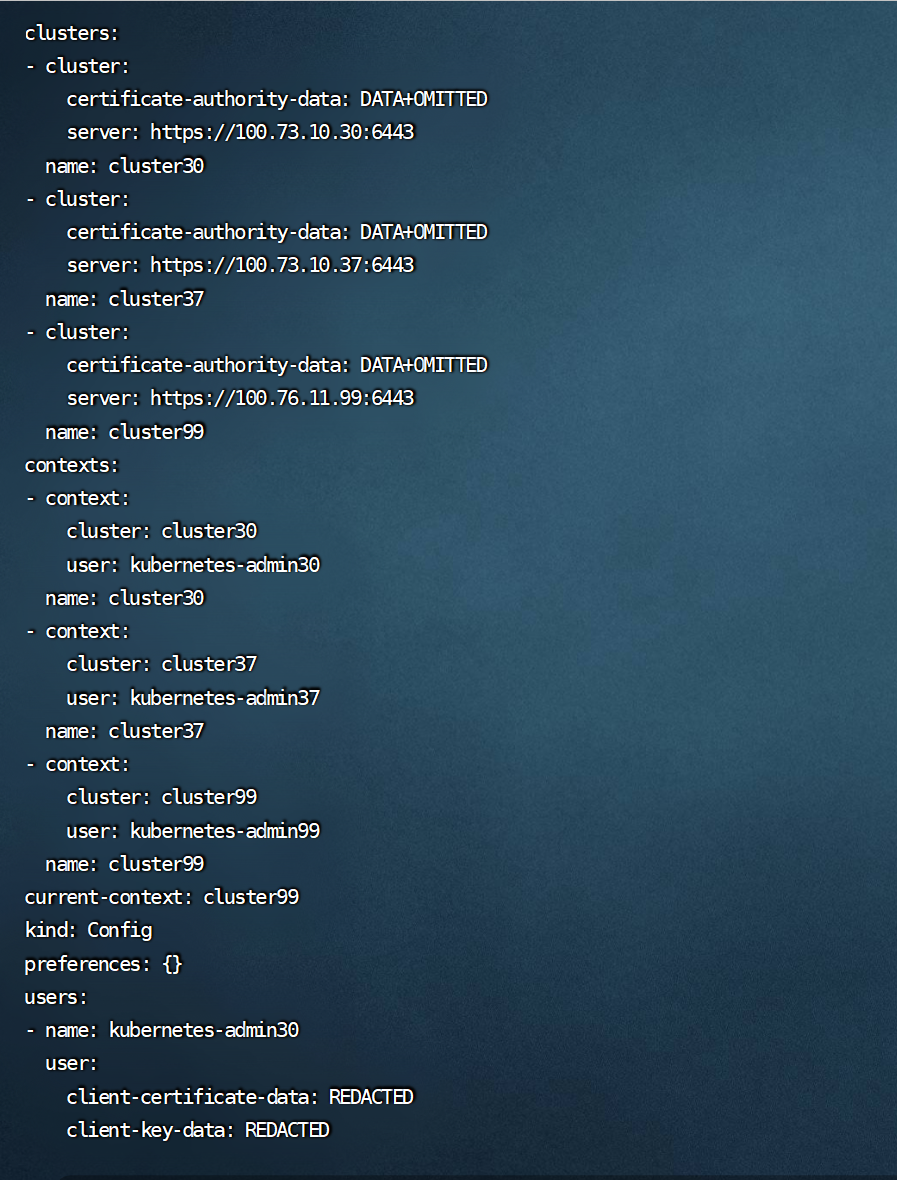 clusters:
- cluster:
    certificate-authority-data: DATA+OMITTED
    server: https://100.73.10.30:6443
  name: cluster30
- cluster:
    certificate-authority-data: DATA+OMITTED
    server: https://100.73.10.37:6443
  name: cluster37
- cluster:
    certificate-authority-data: DATA+OMITTED
    server: https://100.76.11.99:6443
  name: cluster99
contexts:
- context:
    cluster: cluster30
    user: kubernetes-admin30
  name: cluster30
- context:
    cluster: cluster37
    user: kubernetes-admin37
  name: cluster37
- context:
    cluster: cluster99
    user: kubernetes-admin99
  name: cluster99
current-context: cluster99
kind: Config
preferences: {}
users:
- name: kubernetes-admin30
  user:
    client-certificate-data: REDACTED
    client-key-data: REDACTED